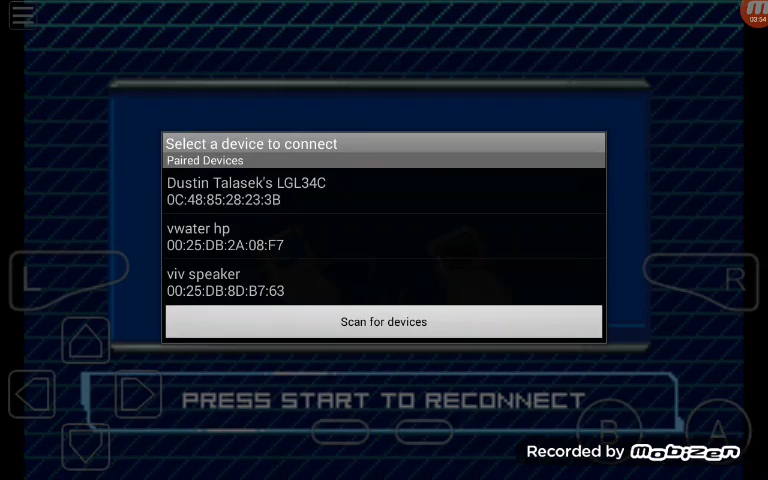 03:54
Select a device to connect
Paired Devices
Dustin Talasek's LGL34C
0C:48:85:28:23:3B
vwater hp
00:25:DB:2A:08:F7
viv speaker
00:25:DB:8D:B7:63
Scan for devices
L
R
PRESS START TO RECONNECT
B
A
Recorded by mobizen